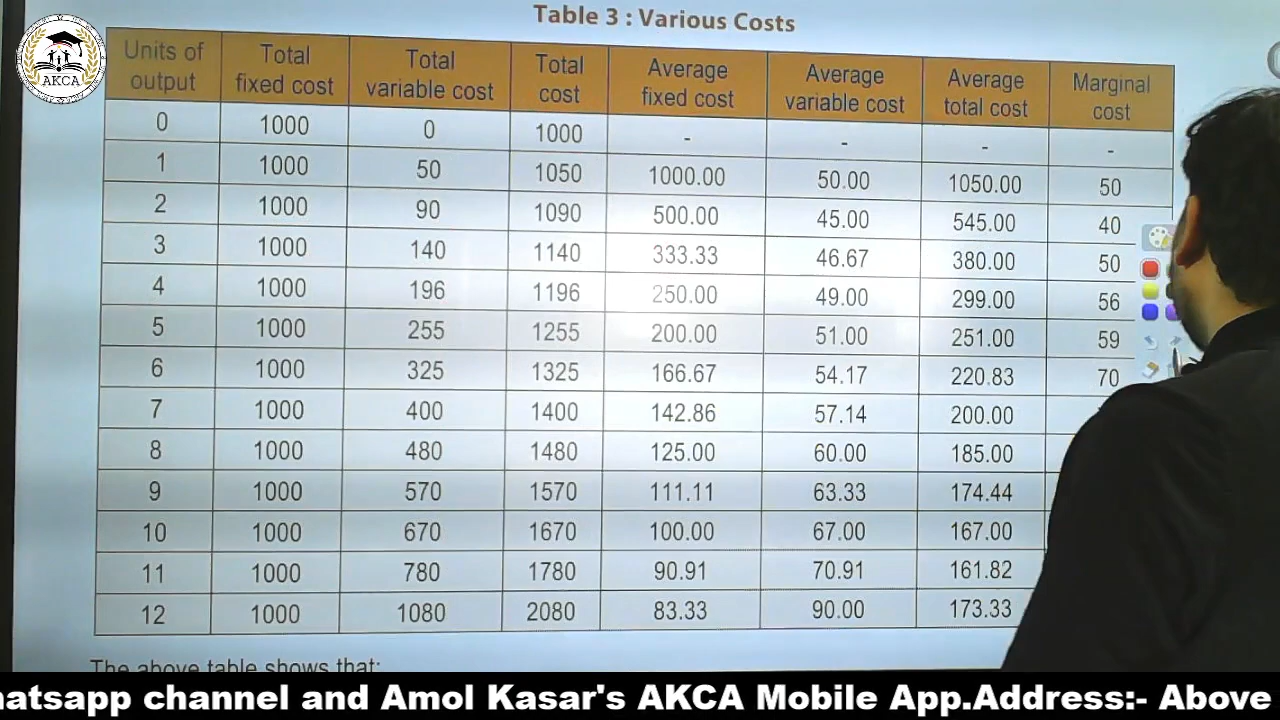 Table 3 : Various Costs
AKCA
Units of output | Total fixed cost | Total variable cost | Total cost | Average fixed cost | Average variable cost | Average total cost | Marginal cost
0 | 1000 | 0 | 1000 | - | - | - | -
1 | 1000 | 50 | 1050 | 1000.00 | 50.00 | 1050.00 | 50
2 | 1000 | 90 | 1090 | 500.00 | 45.00 | 545.00 | 40
3 | 1000 | 140 | 1140 | 333.33 | 46.67 | 380.00 | 50
4 | 1000 | 196 | 1196 | 250.00 | 49.00 | 299.00 | 56
5 | 1000 | 255 | 1255 | 200.00 | 51.00 | 251.00 | 59
6 | 1000 | 325 | 1325 | 166.67 | 54.17 | 220.83 | 70
7 | 1000 | 400 | 1400 | 142.86 | 57.14 | 200.00
8 | 1000 | 480 | 1480 | 125.00 | 60.00 | 185.00
9 | 1000 | 570 | 1570 | 111.11 | 63.33 | 174.44
10 | 1000 | 670 | 1670 | 100.00 | 67.00 | 167.00
11 | 1000 | 780 | 1780 | 90.91 | 70.91 | 161.82
12 | 1000 | 1080 | 2080 | 83.33 | 90.00 | 173.33
The above table shows that:
hatsapp channel and Amol Kasar's AKCA Mobile App.Address:- Above